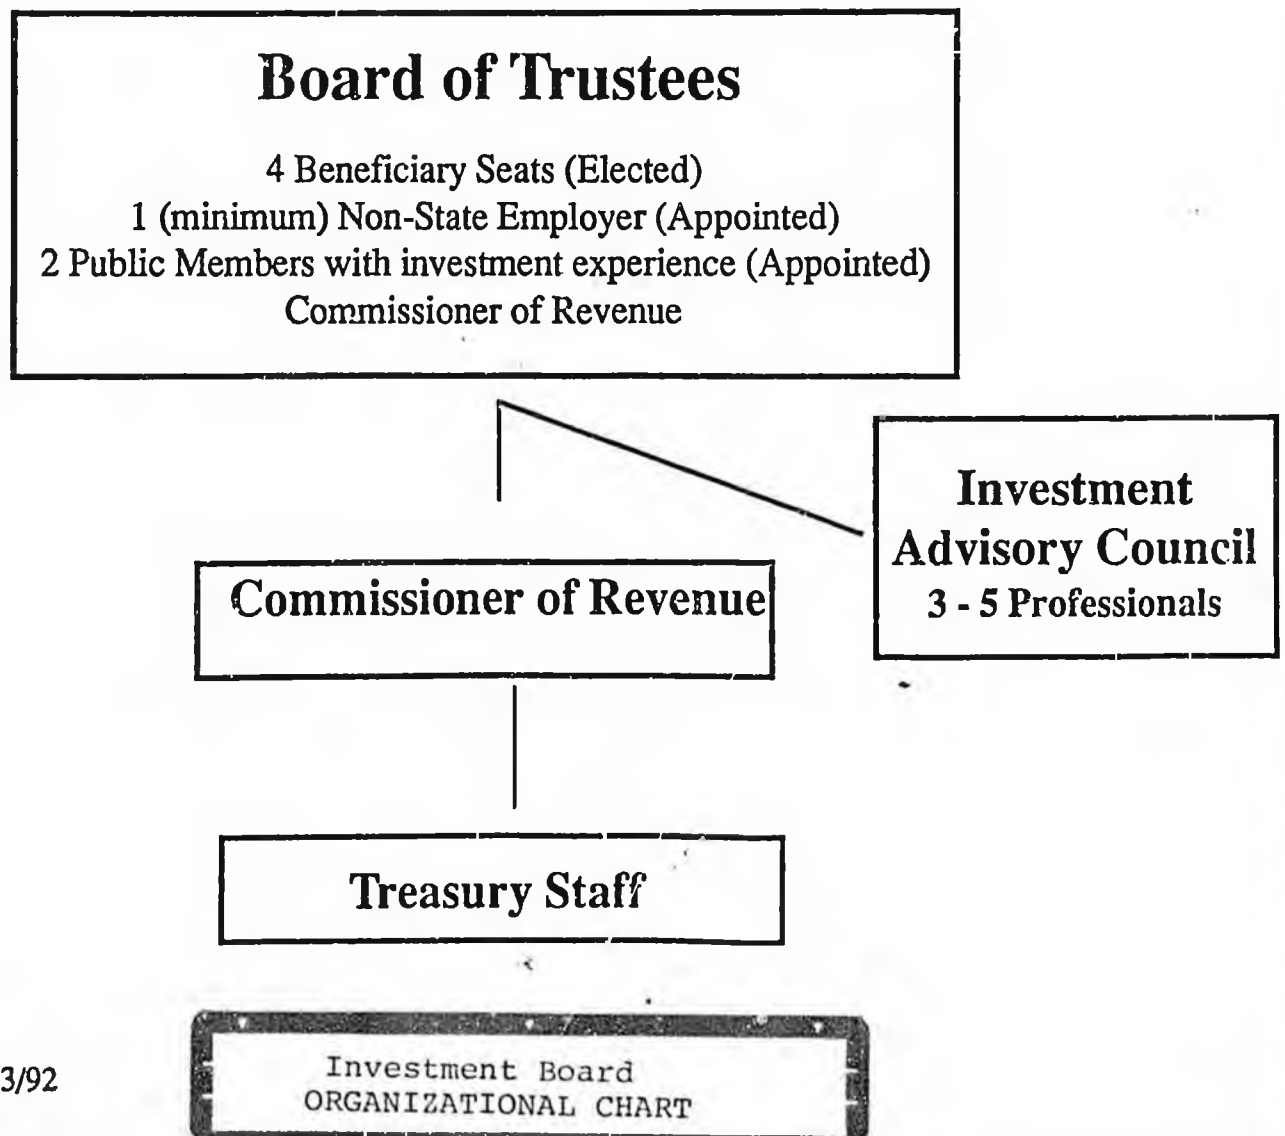 Board of Trustees
4 Beneficiary Seats (Elected)
1 (minimum) Non-State Employer (Appointed)
2 Public Members with investment experience (Appointed)
Commissioner of Revenue
Investment
Advisory Council
3 - 5 Professionals
Commissioner of Revenue
Treasury Staff
3/92
Investment Board
ORGANIZATIONAL CHART